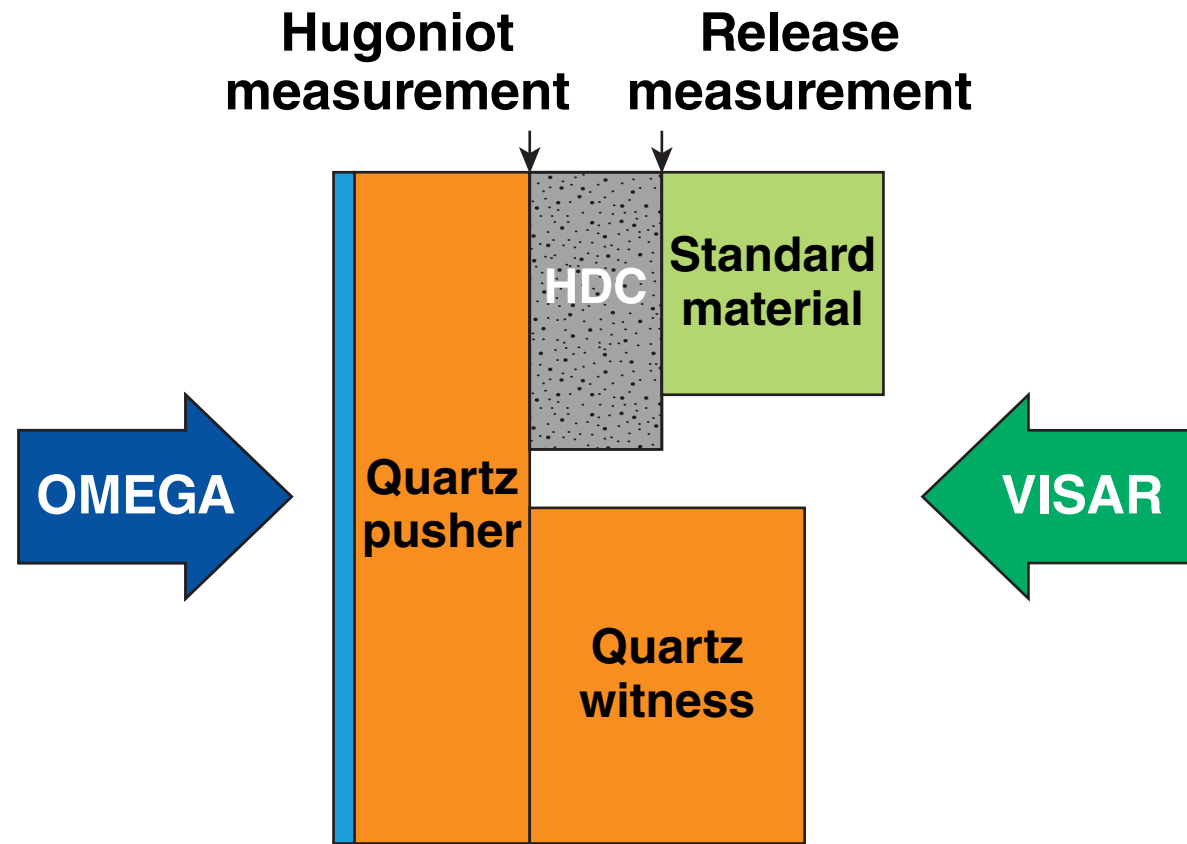 Hugoniot
measurement
Release
measurement
HDC
Standard
material
OMEGA
Quartz
pusher
VISAR
Quartz
witness